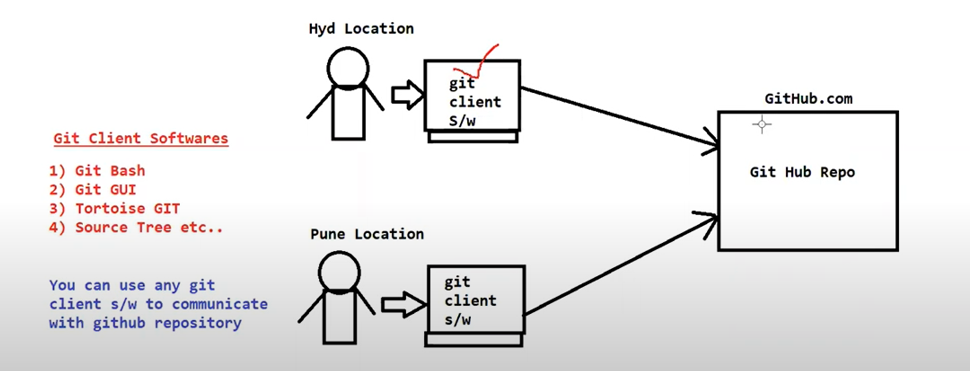 Hyd Location
git
client
S/w
GitHub.com
Git Hub Repo
Git Client Softwares
1) Git Bash
2) Git GUI
3) Tortoise GIT
4) Source Tree etc..
Pune Location
git
client
s/w
You can use any git
client s/w to communicate
with github repository